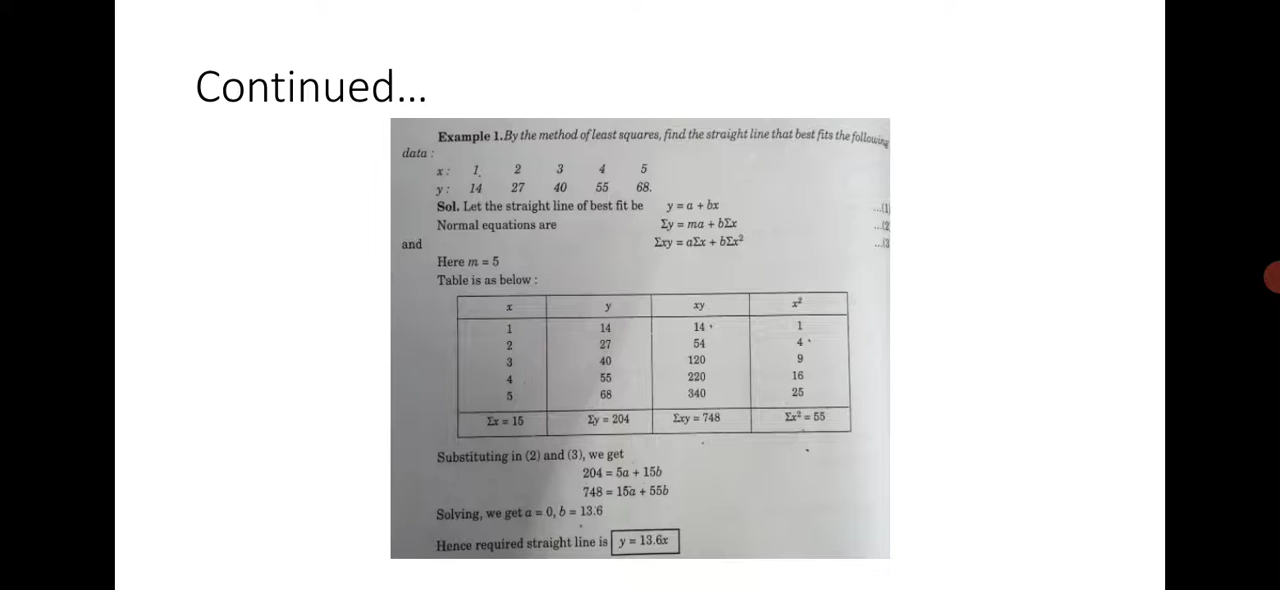 Continued...
Example 1. By the method of least squares, find the straight line that best fits the following
data :
x : 1 2 3 4 5
y : 14 27 40 55 68.
Sol. Let the straight line of best fit be y = a + bx ...(1)
Normal equations are Σy = ma + bΣx ...(2
and Σxy = aΣx + bΣx² ...(3
Here m = 5
Table is as below :
x y xy x²
1 14 14 1
2 27 54 4
3 40 120 9
4 55 220 16
5 68 340 25
Σx = 15 Σy = 204 Σxy = 748 Σx² = 55
Substituting in (2) and (3), we get
204 = 5a + 15b
748 = 15a + 55b
Solving, we get a = 0, b = 13.6
Hence required straight line is y = 13.6x